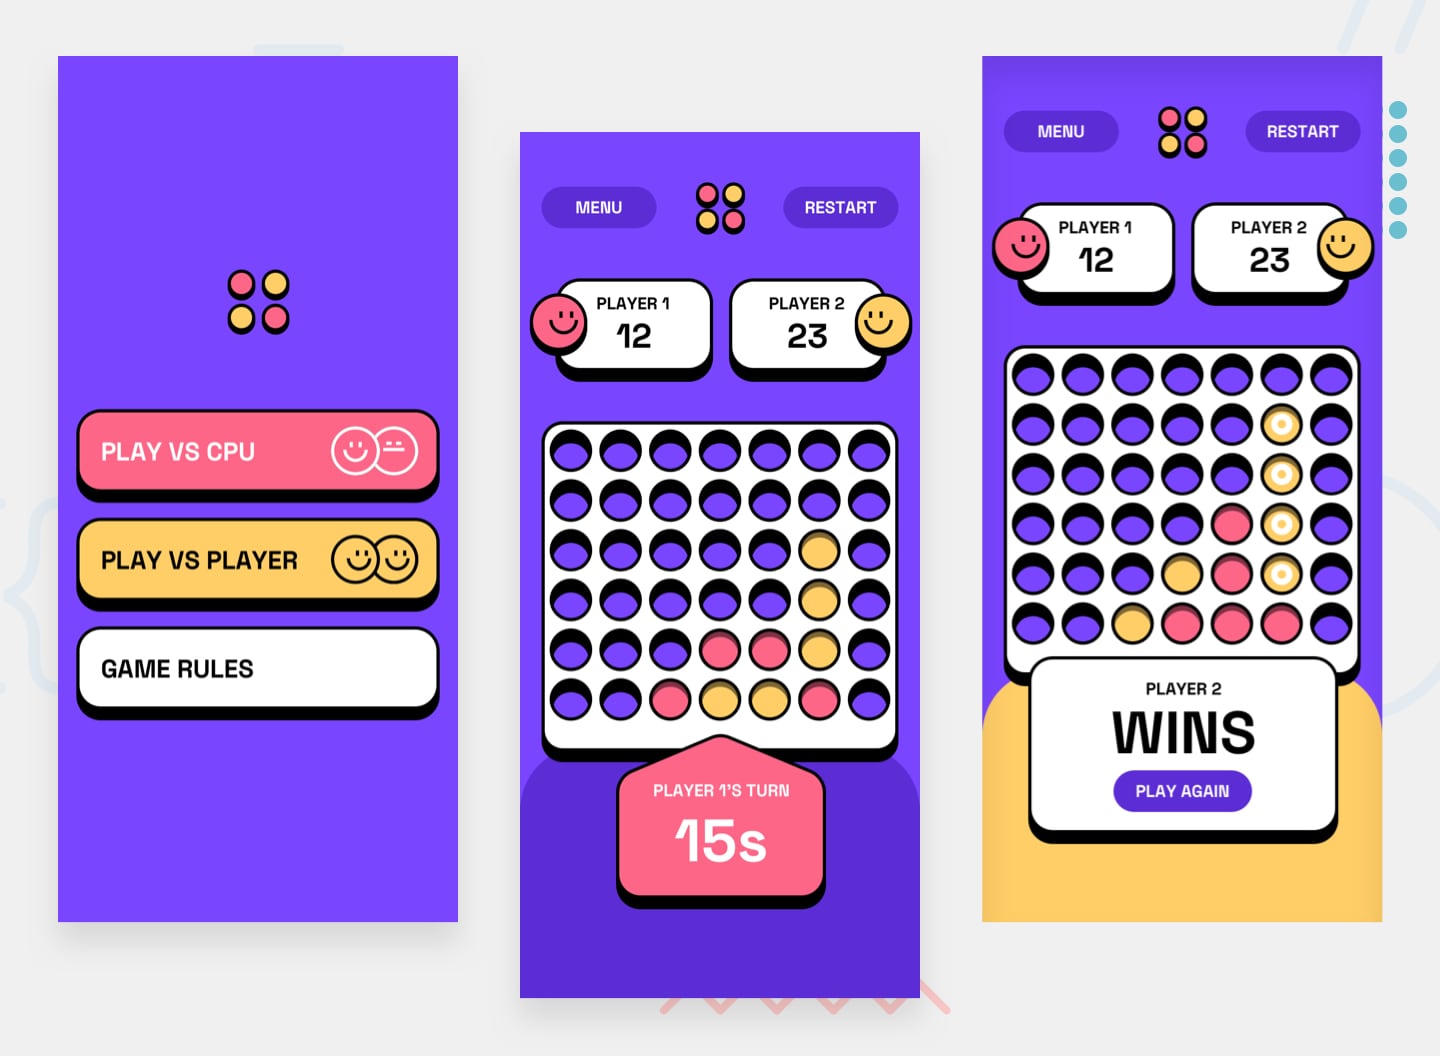 PLAY VS CPU
PLAY VS PLAYER
GAME RULES
MENU
RESTART
PLAYER 1
12
PLAYER 2
23
PLAYER 1'S TURN
15s
MENU
RESTART
PLAYER 1
12
PLAYER 2
23
PLAYER 2
WINS
PLAY AGAIN